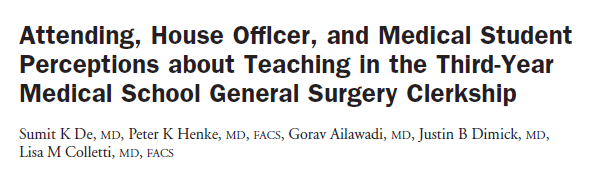 Attending, House Officer, and Medical Student
Perceptions about Teaching in the Third-Year
Medical School General Surgery Clerkship
Sumit K De, MD, Peter K Henke, MD, FACS, Gorav Ailawadi, MD, Justin B Dimick, MD,
Lisa M Colletti, MD, FACS